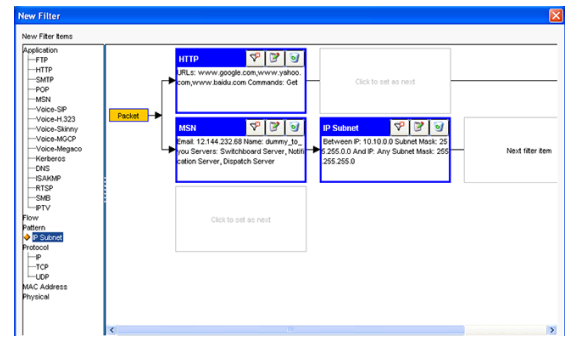 New Filter
New Filter Items
Application
FTP
HTTP
SMTP
POP
MSN
Voice-SIP
Voice-H.323
Voice-Skinny
Voice-MGCP
Voice-Megaco
Kerberos
DNS
ISAKMP
RTSP
SMB
IPTV
Flow
Pattern
IP Subnet
Protocol
IP
TCP
UDP
MAC Address
Physical
Packet
HTTP
URLs: www.google.com,www.yahoo.
com,www.baidu.com Commands: Get
Click to set as next
MSN
Email: 12.144.232.68 Name: dummy_to_
you Servers: Switchboard Server, Notifi
cation Server, Dispatch Server
IP Subnet
Between IP: 10.10.0.0 Subnet Mask: 25
5.255.0.0 And IP: Any Subnet Mask: 255
.255.255.0
Next filter item
Click to set as next